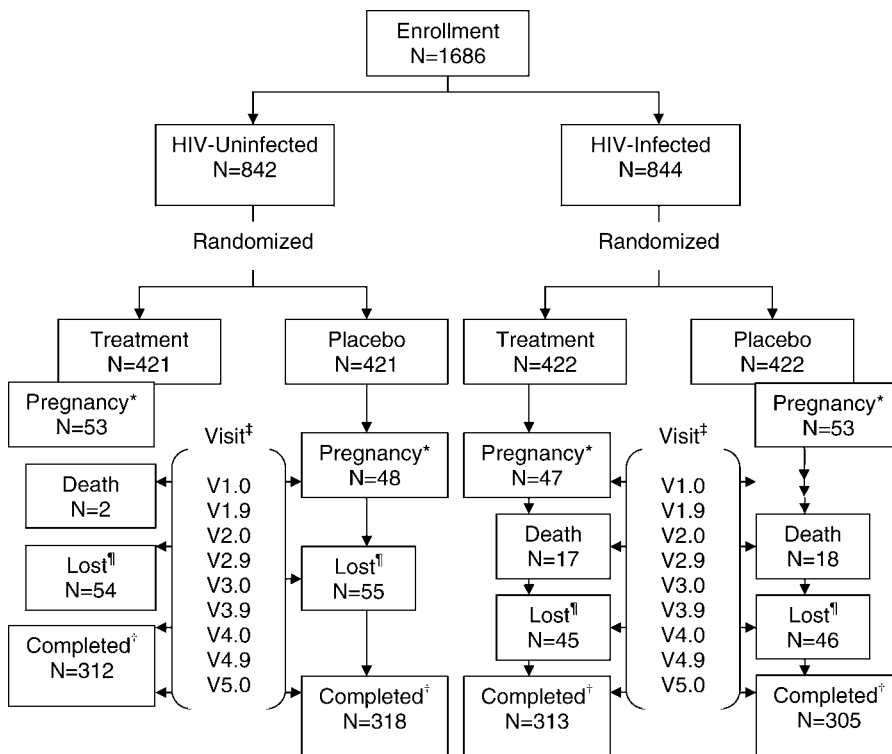 Enrollment
N=1686
HIV-Uninfected
N=842
HIV-Infected
N=844
Randomized
Randomized
Treatment
N=421
Placebo
N=421
Treatment
N=422
Placebo
N=422
Pregnancy*
N=53
Visit‡
V1.0
V1.9
V2.0
V2.9
V3.0
V3.9
V4.0
V4.9
V5.0
Pregnancy*
N=48
Pregnancy*
N=47
Visit‡
V1.0
V1.9
V2.0
V2.9
V3.0
V3.9
V4.0
V4.9
V5.0
Pregnancy*
N=53
Death
N=2
Death
N=17
Death
N=18
Lost¶
N=54
Lost¶
N=55
Lost¶
N=45
Lost¶
N=46
Completed†
N=312
Completed†
N=318
Completed†
N=313
Completed†
N=305